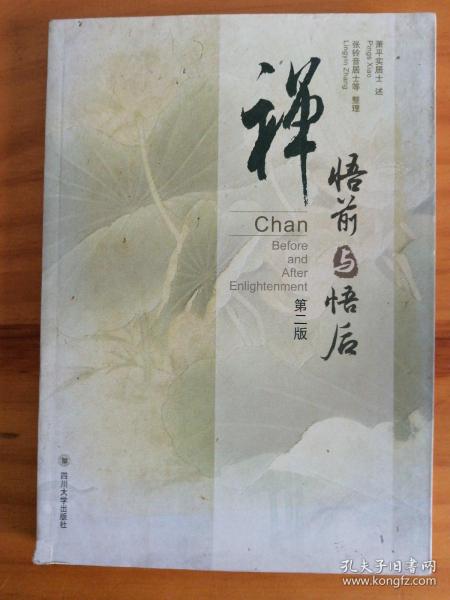 萧平实居士 述
Pings Xiao
张铃音居士等 整理
Lingyin Zhang
禅
悟前与悟后
Chan
Before
and
After
Enlightenment
第二版
四川大学出版社
孔夫子旧书网
www.kongfz.com